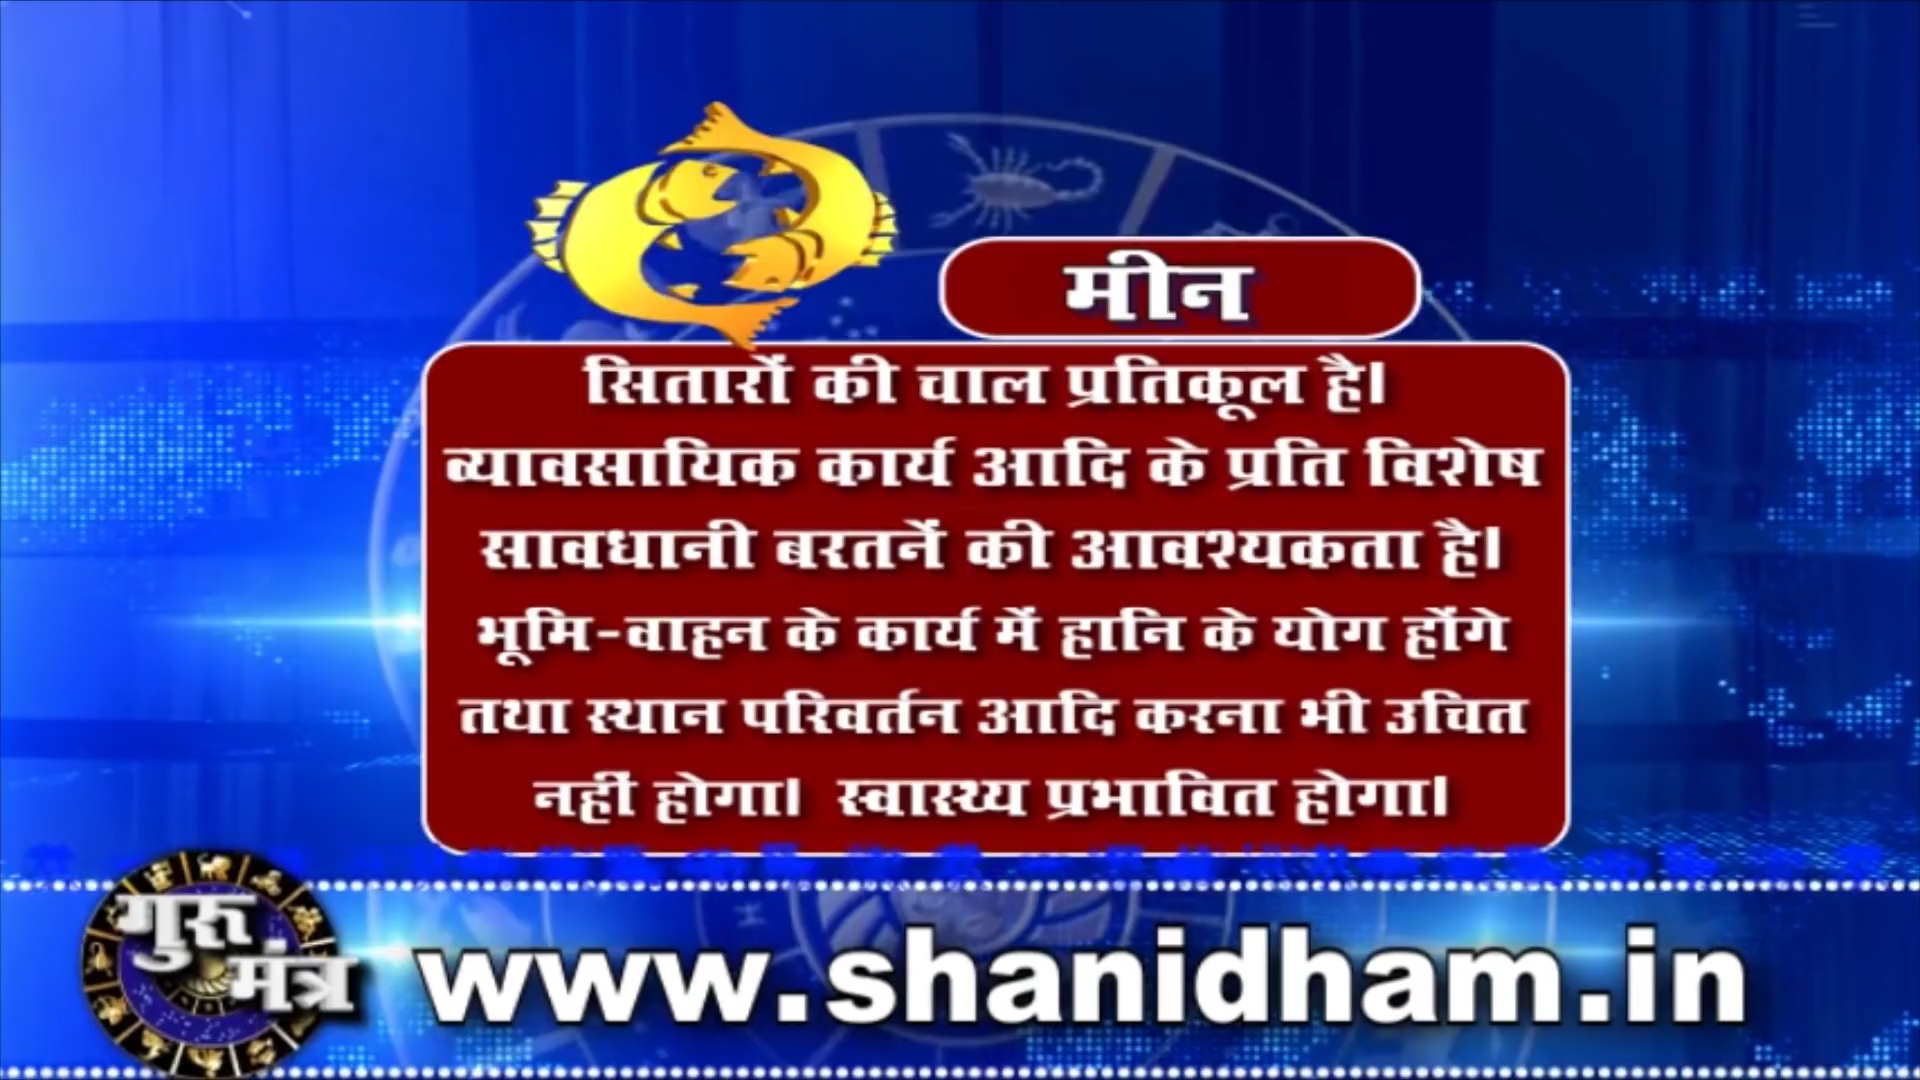 मीन
सितारों की चाल प्रतिकूल है।
व्यावसायिक कार्य आदि के प्रति विशेष
सावधानी बरतनें की आवश्यकता है।
भूमि-वाहन के कार्य में हानि के योग होंगे
तथा स्थान परिवर्तन आदि करना भी उचित
नहीं होगा। स्वास्थ्य प्रभावित होगा।
गुरु
मंत्र
www.shanidham.in